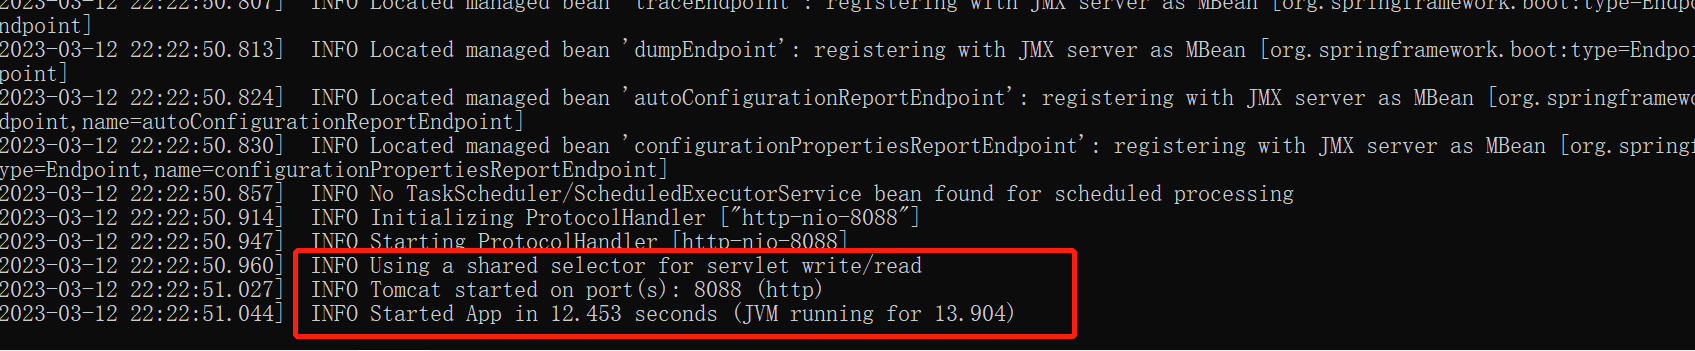 2023-03-12 22:22:50.807]  INFO Located managed bean 'traceEndpoint': registering with JMX server as MBean [org.springframework.boot:type=Endpo
ndpoint]
2023-03-12 22:22:50.813]  INFO Located managed bean 'dumpEndpoint': registering with JMX server as MBean [org.springframework.boot:type=Endpoi
point]
2023-03-12 22:22:50.824]  INFO Located managed bean 'autoConfigurationReportEndpoint': registering with JMX server as MBean [org.springframewo
dpoint,name=autoConfigurationReportEndpoint]
2023-03-12 22:22:50.830]  INFO Located managed bean 'configurationPropertiesReportEndpoint': registering with JMX server as MBean [org.springf
ype=Endpoint,name=configurationPropertiesReportEndpoint]
2023-03-12 22:22:50.857]  INFO No TaskScheduler/ScheduledExecutorService bean found for scheduled processing
2023-03-12 22:22:50.914]  INFO Initializing ProtocolHandler ["http-nio-8088"]
2023-03-12 22:22:50.947]  INFO Starting ProtocolHandler [http-nio-8088]
2023-03-12 22:22:50.960]  INFO Using a shared selector for servlet write/read
2023-03-12 22:22:51.027]  INFO Tomcat started on port(s): 8088 (http)
2023-03-12 22:22:51.044]  INFO Started App in 12.453 seconds (JVM running for 13.904)